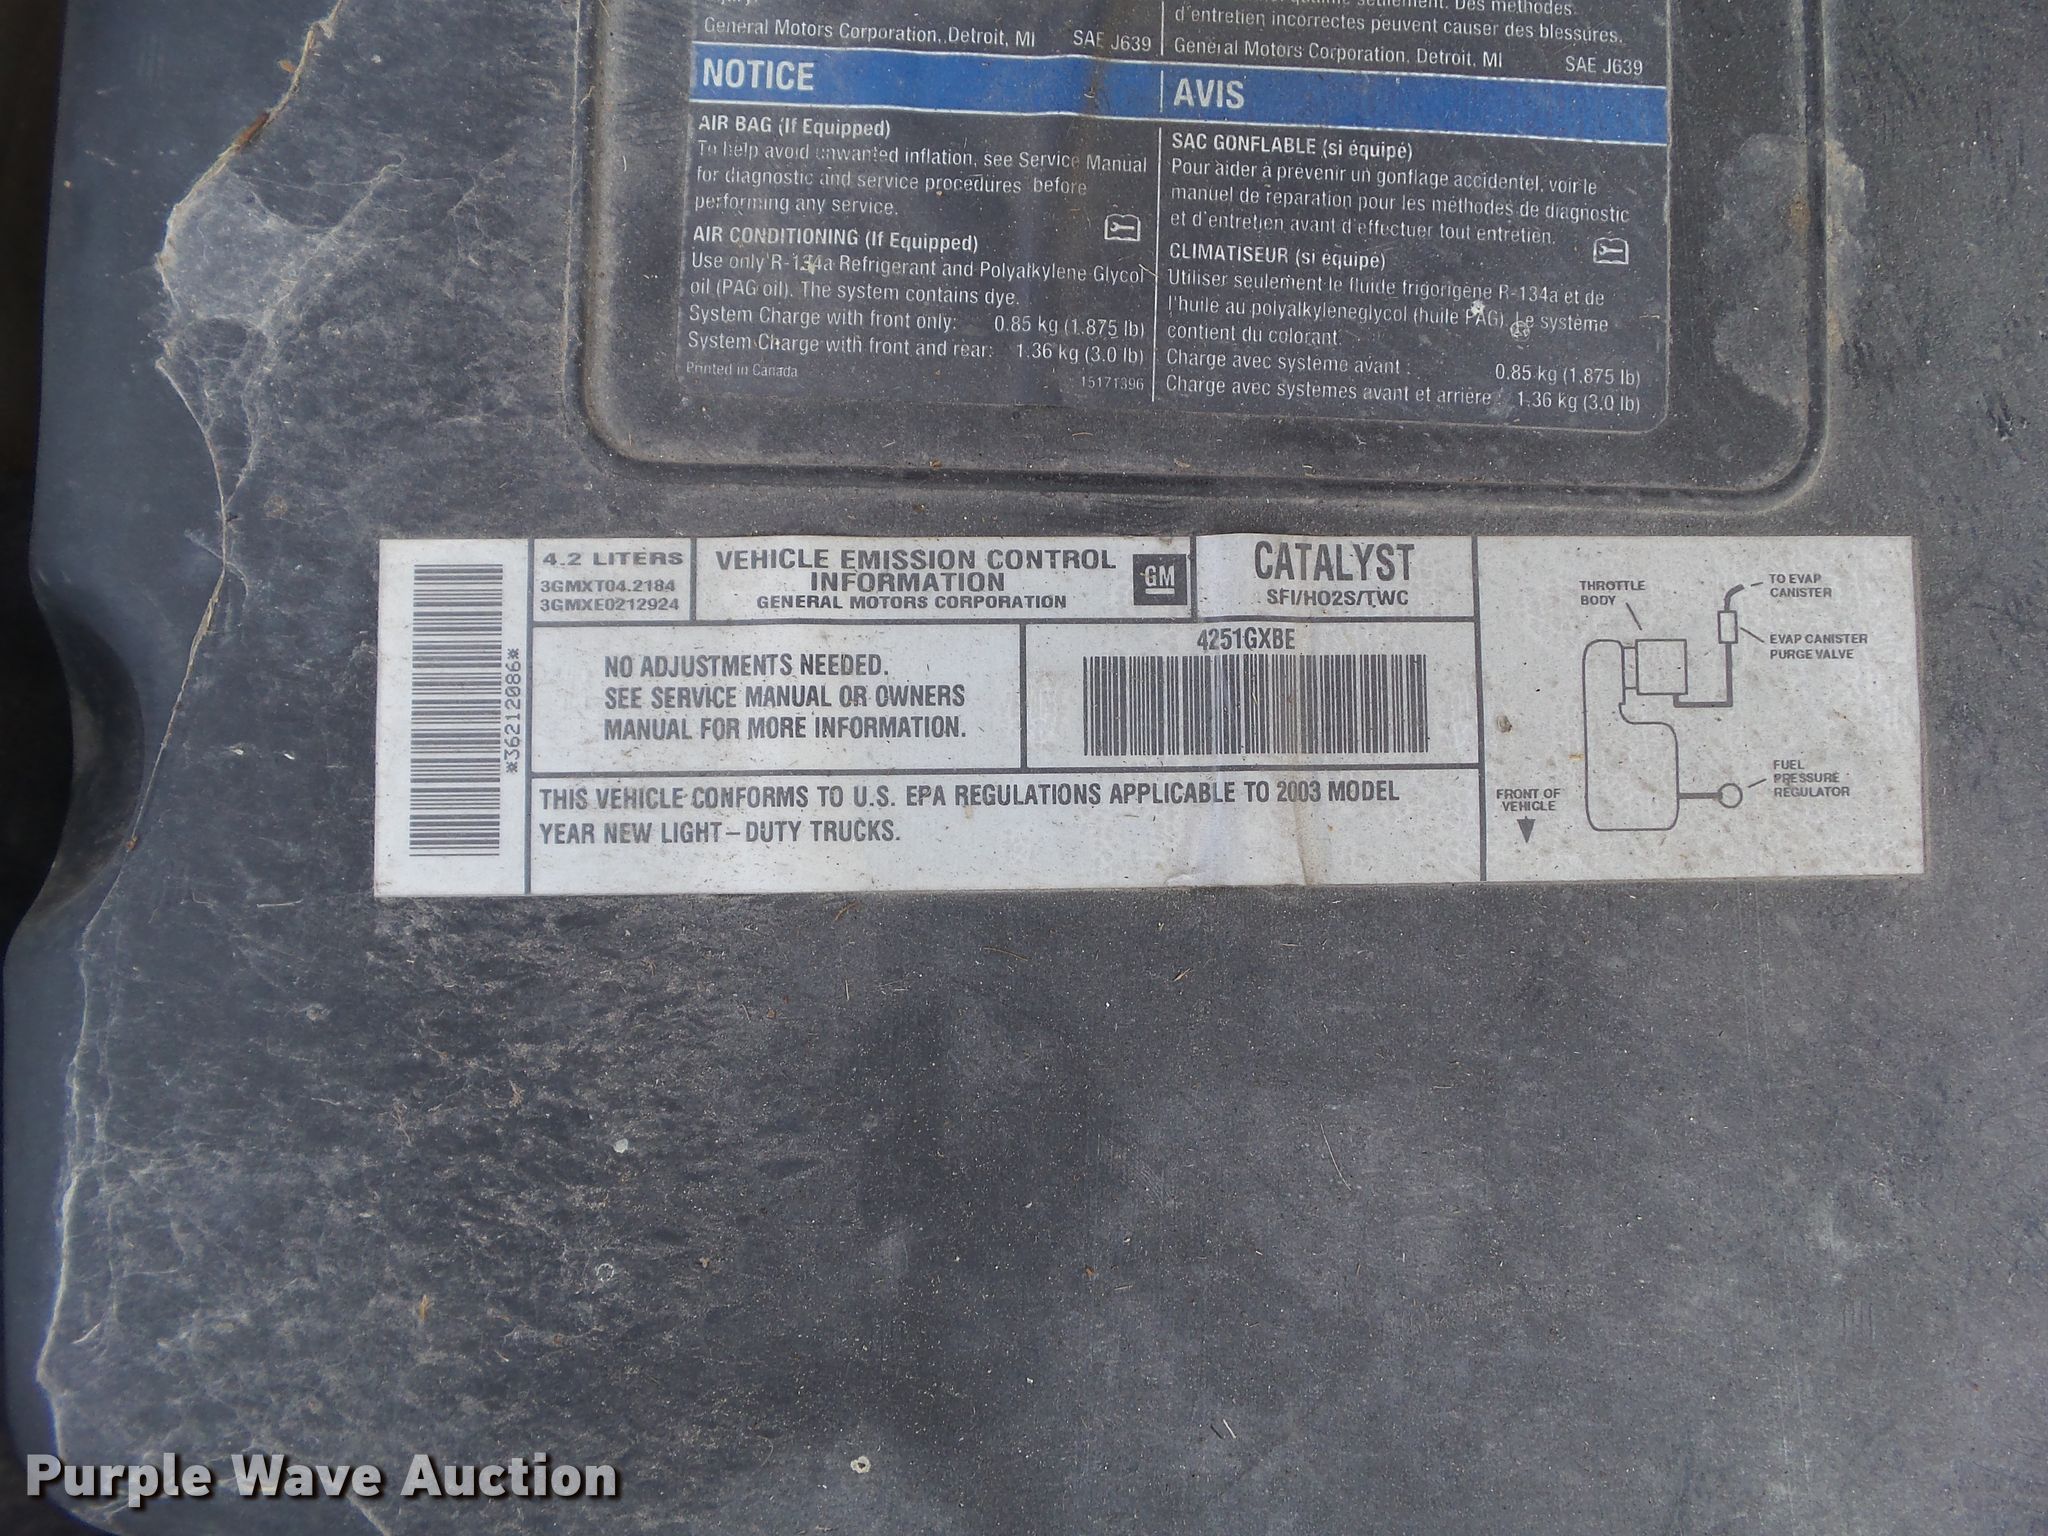 General Motors Corporation, Detroit, MI SAE J639
NOTICE
AIR BAG (If Equipped)
To help avoid unwanted inflation, see Service Manual
for diagnostic and service procedures before
performing any service.
AIR CONDITIONING (If Equipped)
Use only R-134a Refrigerant and Polyalkylene Glycol
oil (PAG oil). The system contains dye.
System Charge with front only: 0.85 kg (1.875 lb)
System Charge with front and rear: 1.36 kg (3.0 lb)
Printed in Canada 15171396
seulement. Des méthodes
d'entretien incorrectes peuvent causer des blessures.
General Motors Corporation, Detroit, MI SAE J639
AVIS
SAC GONFLABLE (si équipé)
Pour aider à prévenir un gonflage accidentel, voir le
manuel de réparation pour les méthodes de diagnostic
et d'entretien avant d'effectuer tout entretien.
CLIMATISEUR (si équipé)
Utiliser seulement le fluide frigorigène R-134a et de
l'huile au polyalkylèneglycol (huile PAG). Le système
contient du colorant.
Charge avec système avant : 0.85 kg (1,875 lb)
Charge avec systèmes avant et arrière : 1,36 kg (3.0 lb)
*36212086*
4.2 LITERS
3GMXT04.2184
3GMXE0212924
VEHICLE EMISSION CONTROL
INFORMATION
GENERAL MOTORS CORPORATION
GM
CATALYST
SFI/HO2S/TWC
NO ADJUSTMENTS NEEDED.
SEE SERVICE MANUAL OR OWNERS
MANUAL FOR MORE INFORMATION.
4251GXBE
THIS VEHICLE CONFORMS TO U.S. EPA REGULATIONS APPLICABLE TO 2003 MODEL
YEAR NEW LIGHT-DUTY TRUCKS.
THROTTLE
BODY
TO EVAP
CANISTER
EVAP CANISTER
PURGE VALVE
FUEL
PRESSURE
REGULATOR
FRONT OF
VEHICLE
Purple Wave Auction